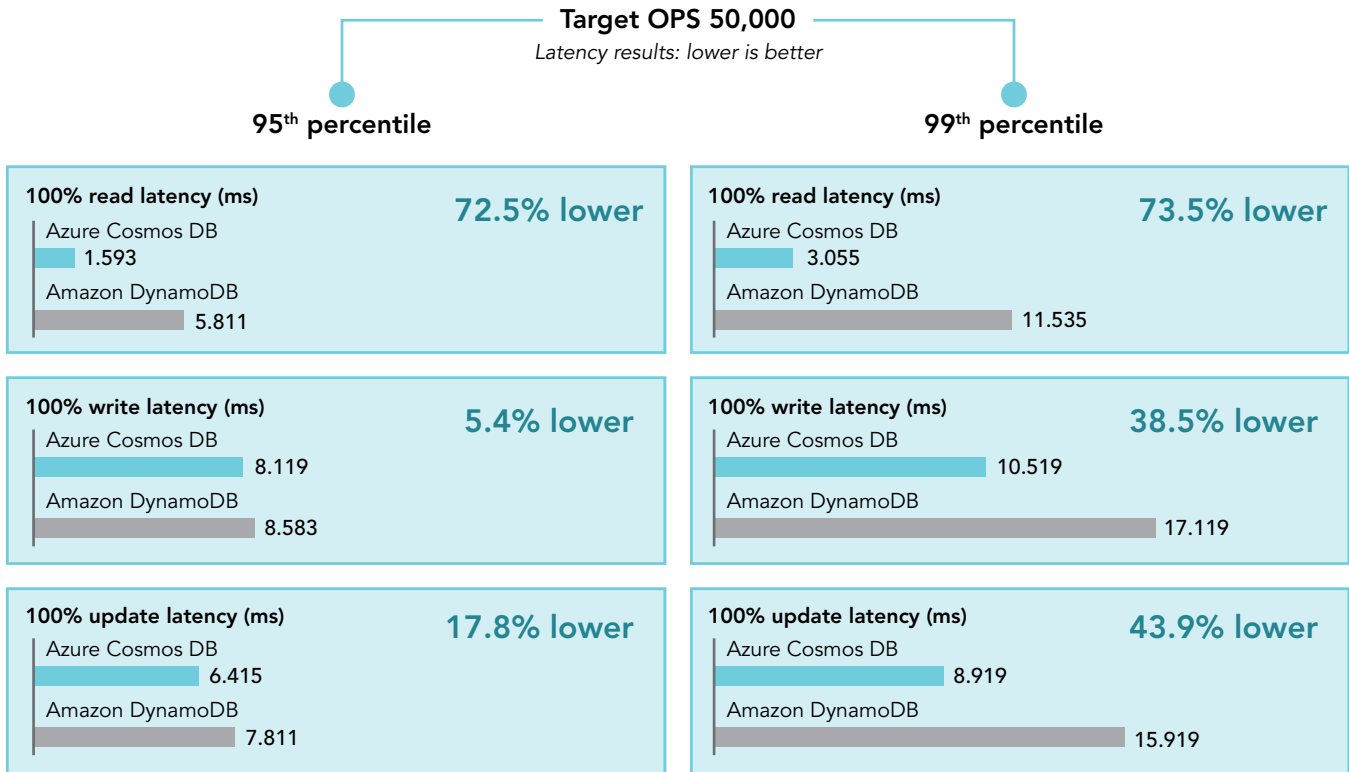 Target OPS 50,000
Latency results: lower is better
95th percentile
100% read latency (ms)
72.5% lower
Azure Cosmos DB
1.593
Amazon DynamoDB
5.811
100% write latency (ms)
5.4% lower
Azure Cosmos DB
8.119
Amazon DynamoDB
8.583
100% update latency (ms)
17.8% lower
Azure Cosmos DB
6.415
Amazon DynamoDB
7.811
99th percentile
100% read latency (ms)
73.5% lower
Azure Cosmos DB
3.055
Amazon DynamoDB
11.535
100% write latency (ms)
38.5% lower
Azure Cosmos DB
10.519
Amazon DynamoDB
17.119
100% update latency (ms)
43.9% lower
Azure Cosmos DB
8.919
Amazon DynamoDB
15.919